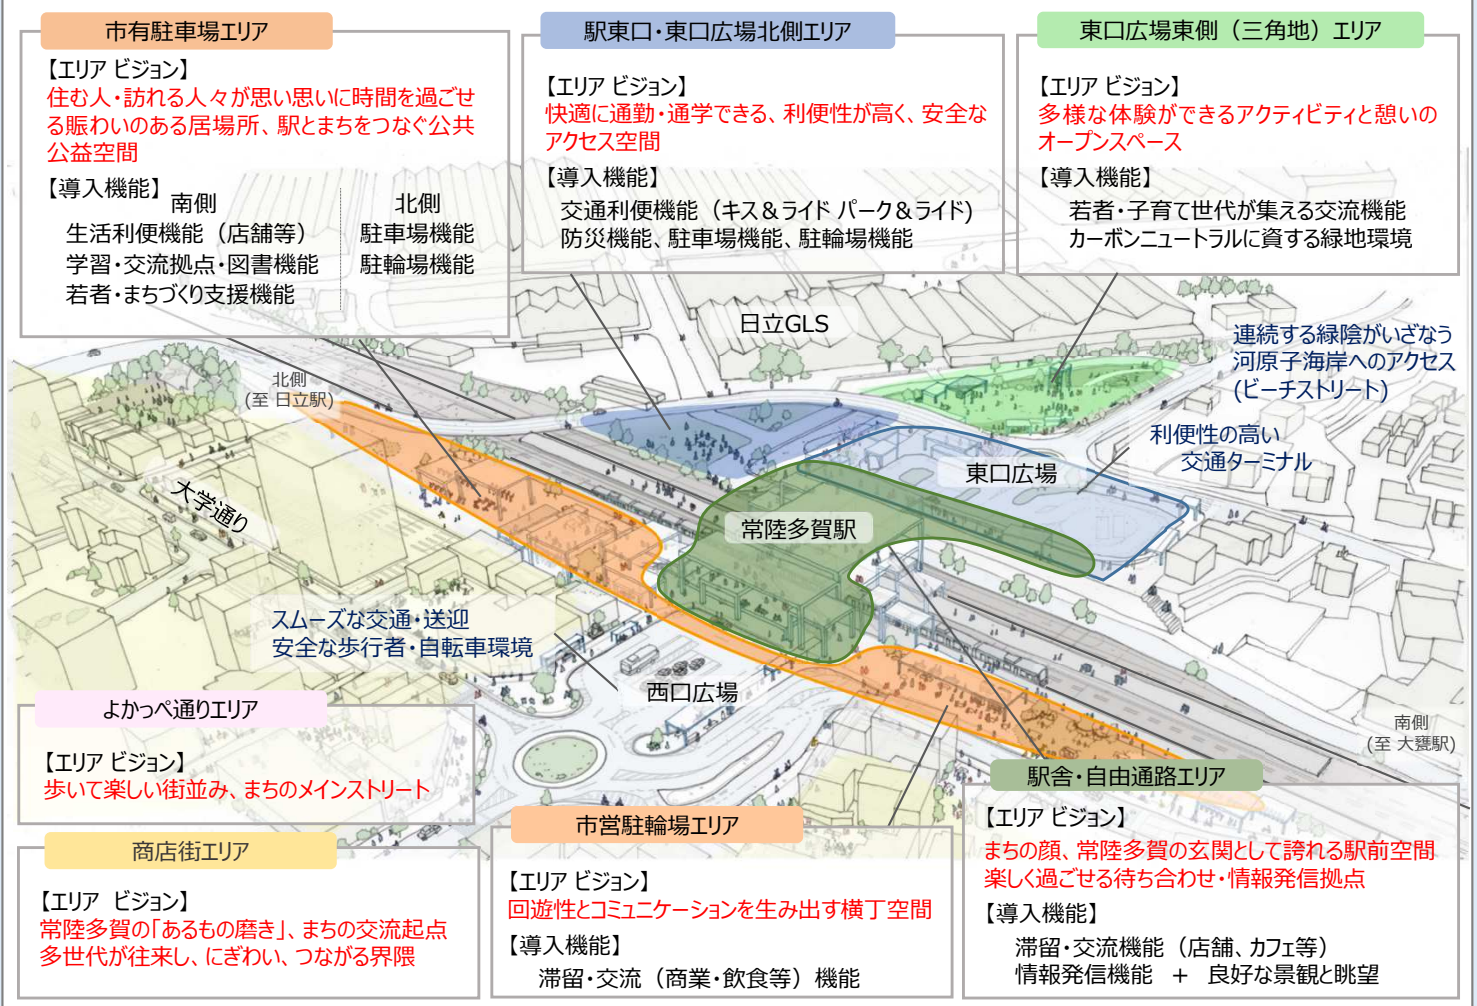 市有駐車場エリア
【エリア ビジョン】
住む人・訪れる人々が思い思いに時間を過ごせ
る賑わいのある居場所、駅とまちをつなぐ公共
公益空間
【導入機能】
南側
生活利便機能（店舗等）
学習・交流拠点・図書機能
若者・まちづくり支援機能
北側
駐車場機能
駐輪場機能
駅東口・東口広場北側エリア
【エリア ビジョン】
快適に通勤・通学できる、利便性が高く、安全な
アクセス空間
【導入機能】
交通利便機能（キス＆ライド パーク＆ライド）
防災機能、駐車場機能、駐輪場機能
東口広場東側（三角地）エリア
【エリア ビジョン】
多様な体験ができるアクティビティと憩いの
オープンスペース
【導入機能】
若者・子育て世代が集える交流機能
カーボンニュートラルに資する緑地環境
日立GLS
連続する緑陰がいざなう
河原子海岸へのアクセス
(ビーチストリート)
北側
(至 日立駅)
利便性の高い
交通ターミナル
東口広場
大学通り
常陸多賀駅
スムーズな交通・送迎
安全な歩行者・自転車環境
西口広場
南側
(至 大甕駅)
よかっぺ通りエリア
【エリア ビジョン】
歩いて楽しい街並み、まちのメインストリート
商店街エリア
【エリア ビジョン】
常陸多賀の「あるもの磨き」、まちの交流起点
多世代が往来し、にぎわい、つながる界隈
市営駐輪場エリア
【エリア ビジョン】
回遊性とコミュニケーションを生み出す横丁空間
【導入機能】
滞留・交流（商業・飲食等）機能
駅舎・自由通路エリア
【エリア ビジョン】
まちの顔、常陸多賀の玄関として誇れる駅前空間
楽しく過ごせる待ち合わせ・情報発信拠点
【導入機能】
滞留・交流機能（店舗、カフェ等）
情報発信機能 + 良好な景観と眺望